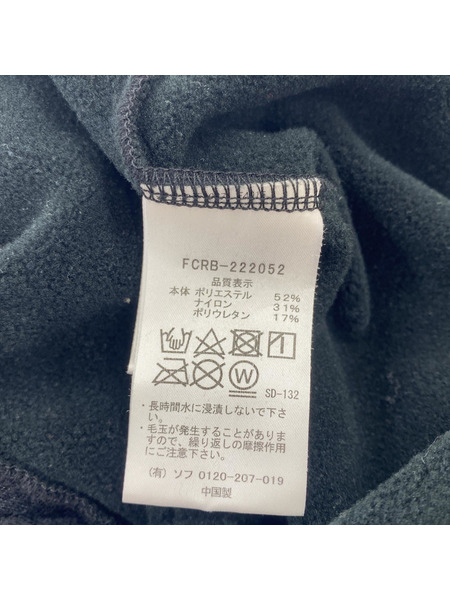 FCRB-222052
品質表示
本体 ポリエステル 52%
ナイロン 31%
ポリウレタン 17%
W
SD-132
・長時間水に浸漬しないで下さ
い。
・毛玉が発生することがありま
すので、繰り返しの摩擦作用
にご注意下さい。
(有) ソフ 0120-207-019
中国製